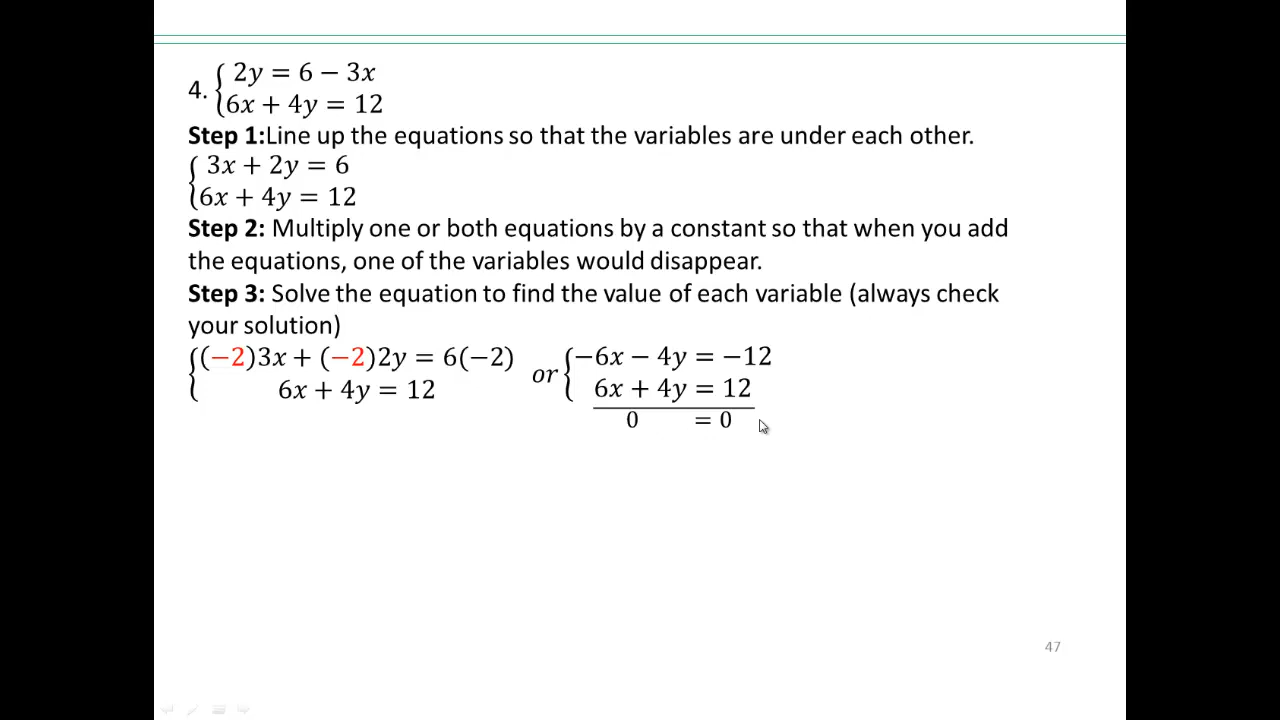 4. { 2y = 6 − 3x
6x + 4y = 12
Step 1:Line up the equations so that the variables are under each other.
{ 3x + 2y = 6
6x + 4y = 12
Step 2: Multiply one or both equations by a constant so that when you add
the equations, one of the variables would disappear.
Step 3: Solve the equation to find the value of each variable (always check
your solution)
{ (−2)3x + (−2)2y = 6(−2)
6x + 4y = 12
or { −6x − 4y = −12
6x + 4y = 12
0 = 0
47